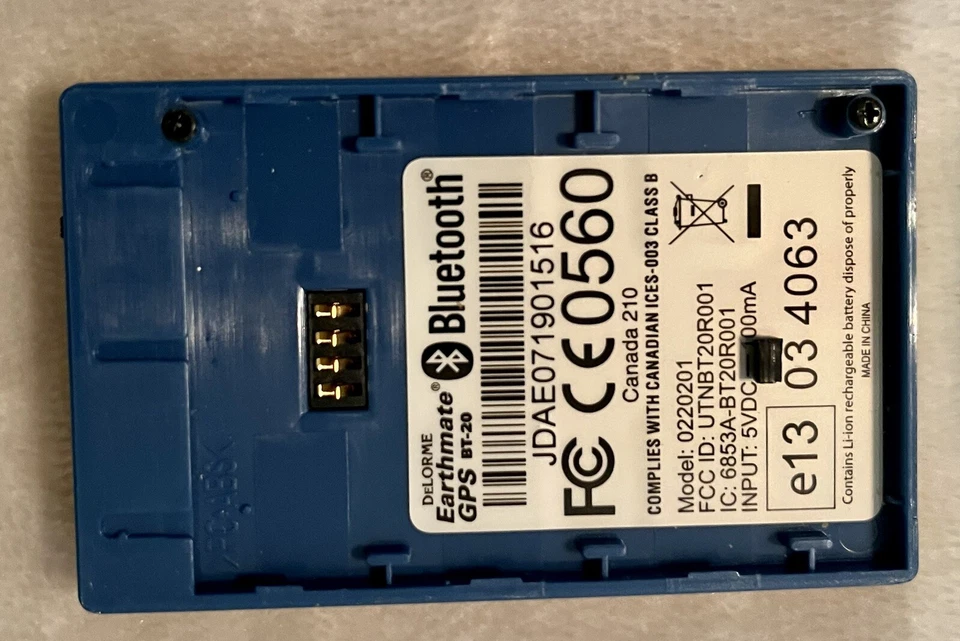 DeLORME
Earthmate®
GPS BT-20
Bluetooth®
JDAE071901516
FC CE0560
Canada 210
COMPLIES WITH CANADIAN ICES-003 CLASS B
Model: 0220201
FCC ID: UTNBT20R001
IC: 6853A-BT20R001
INPUT: 5VDC 00mA
e13 03 4063
Contains Li-ion rechargeable battery dispose of properly
MADE IN CHINA